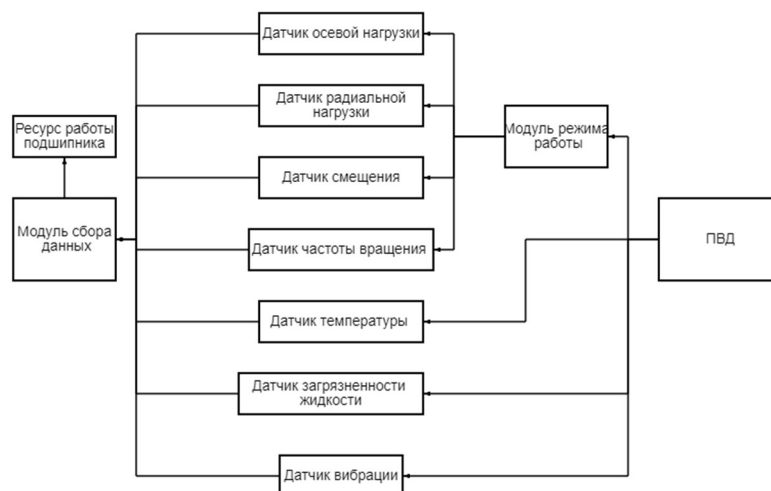 Датчик осевой нагрузки
Датчик радиальной
нагрузки
Ресурс работы
подшипника
Модуль режима
работы
Датчик смещения
Модуль сбора
данных
ПВД
Датчик частоты вращения
Датчик температуры
Датчик загрязненности
жидкости
Датчик вибрации